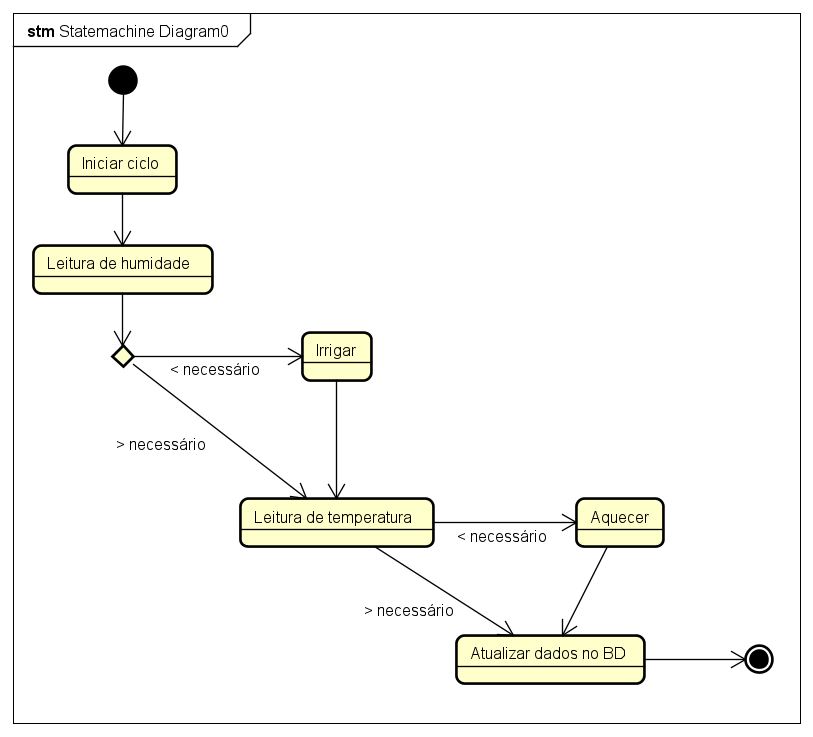 stm Statemachine Diagram0
Iniciar ciclo
Leitura de humidade
Irrigar
< necessário
> necessário
Leitura de temperatura
Aquecer
< necessário
> necessário
Atualizar dados no BD